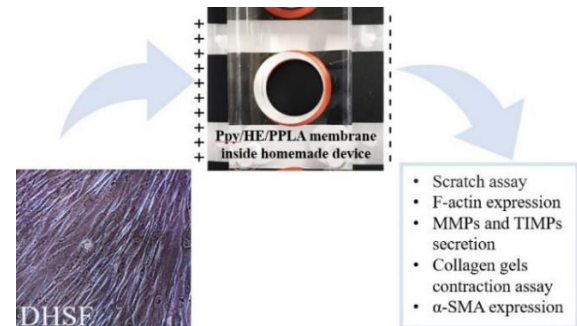 Ppy/HE/PPLA membrane
inside homemade device
DHSF
• Scratch assay
• F-actin expression
• MMPs and TIMPs
secretion
• Collagen gels
contraction assay
• α-SMA expression